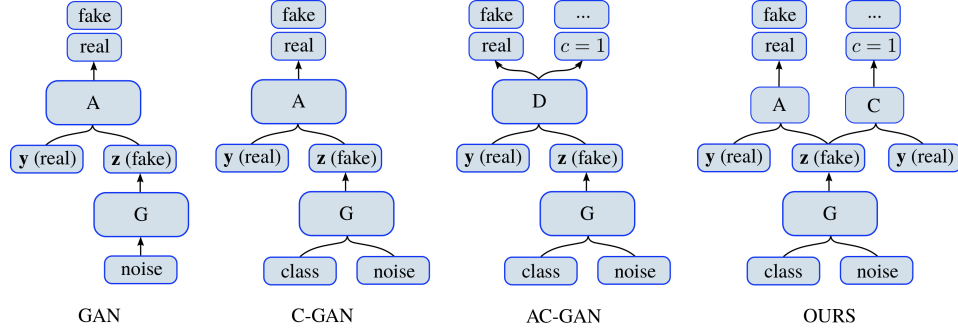 fake fake fake ... fake ...
real real real c = 1 real c = 1
A A D A C
y (real) z (fake) y (real) z (fake) y (real) z (fake) y (real) z (fake) y (real)
G G G G
noise class noise class noise class noise
GAN C-GAN AC-GAN OURS